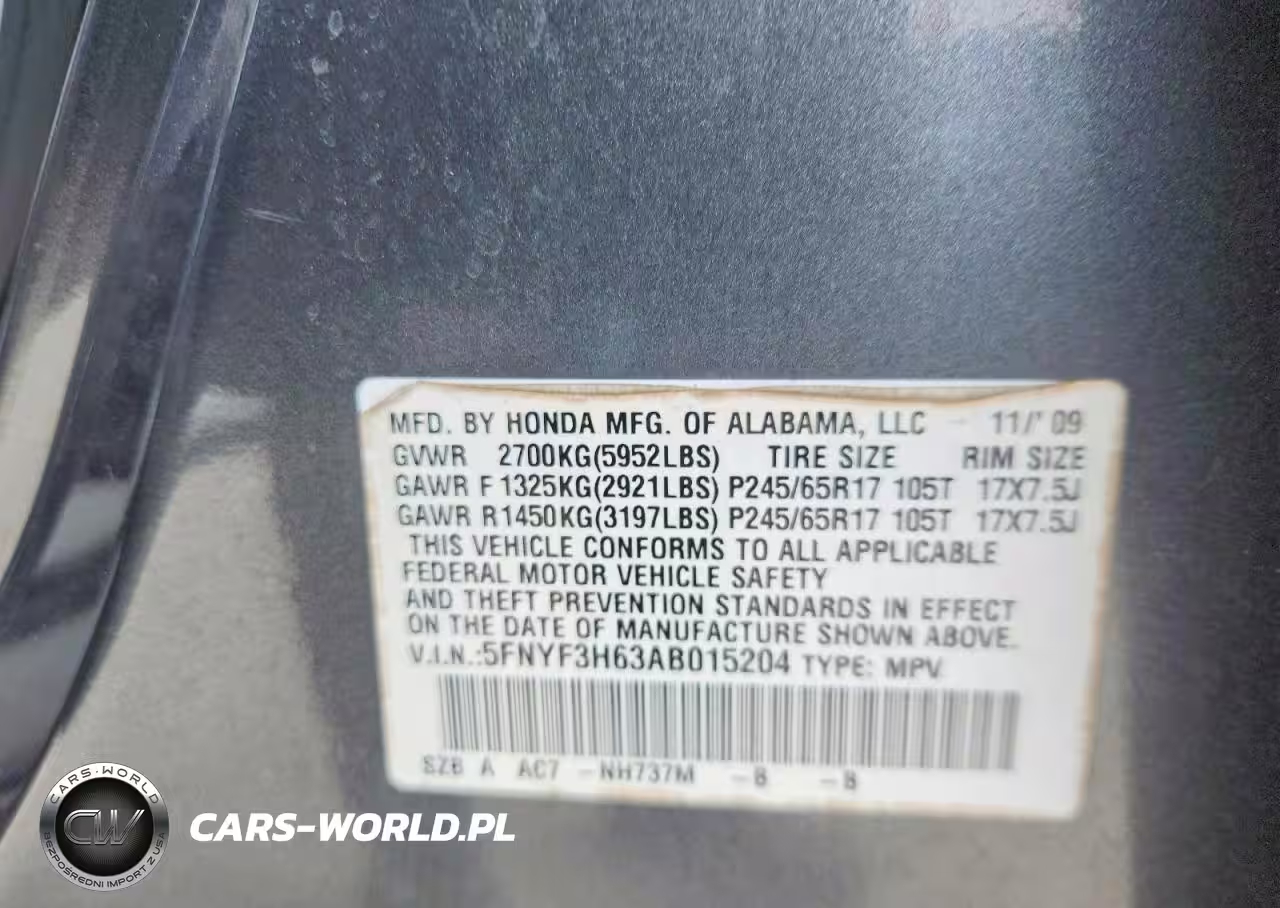 MFD. BY HONDA MFG. OF ALABAMA, LLC - 11/'09
GVWR 2700KG(5952LBS) TIRE SIZE RIM SIZE
GAWR F 1325KG(2921LBS) P245/65R17 105T 17X7.5J
GAWR R 1450KG(3197LBS) P245/65R17 105T 17X7.5J
THIS VEHICLE CONFORMS TO ALL APPLICABLE
FEDERAL MOTOR VEHICLE SAFETY
AND THEFT PREVENTION STANDARDS IN EFFECT
ON THE DATE OF MANUFACTURE SHOWN ABOVE.
V.I.N.:5FNYF3H63AB015204 TYPE: MPV
SZB A AC7 -NH737M -B -B
CARS-WORLD
CW
BEZPOŚREDNI IMPORT Z USA
CARS-WORLD.PL